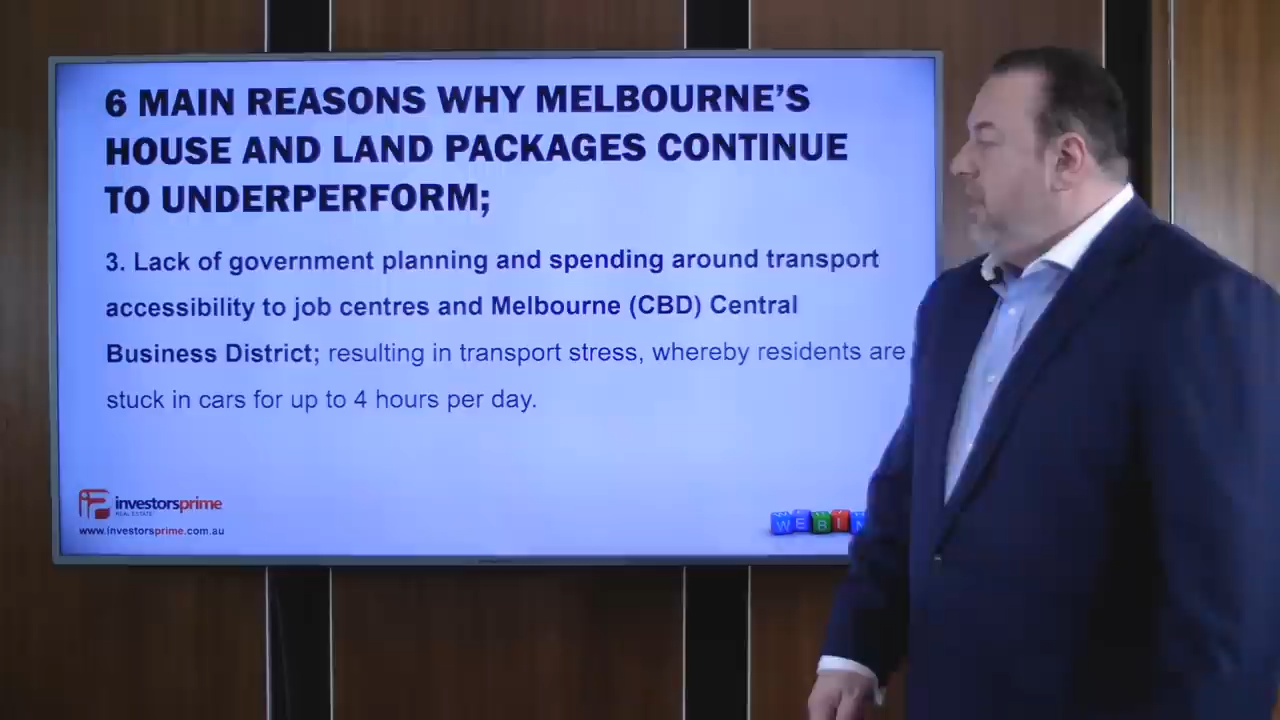 6 MAIN REASONS WHY MELBOURNE'S
HOUSE AND LAND PACKAGES CONTINUE
TO UNDERPERFORM;
3. Lack of government planning and spending around transport
accessibility to job centres and Melbourne (CBD) Central
Business District; resulting in transport stress, whereby residents are
stuck in cars for up to 4 hours per day.
investorsprime
REAL ESTATE
www.investorsprime.com.au
WEBIN